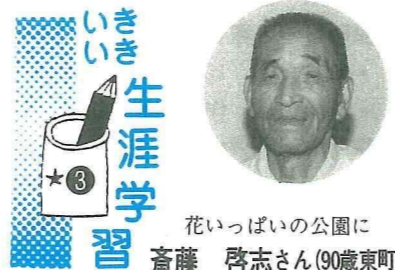 いきいき
生涯学習
★3
花いっぱいの公園に
斎藤 啓志さん(90歳東町